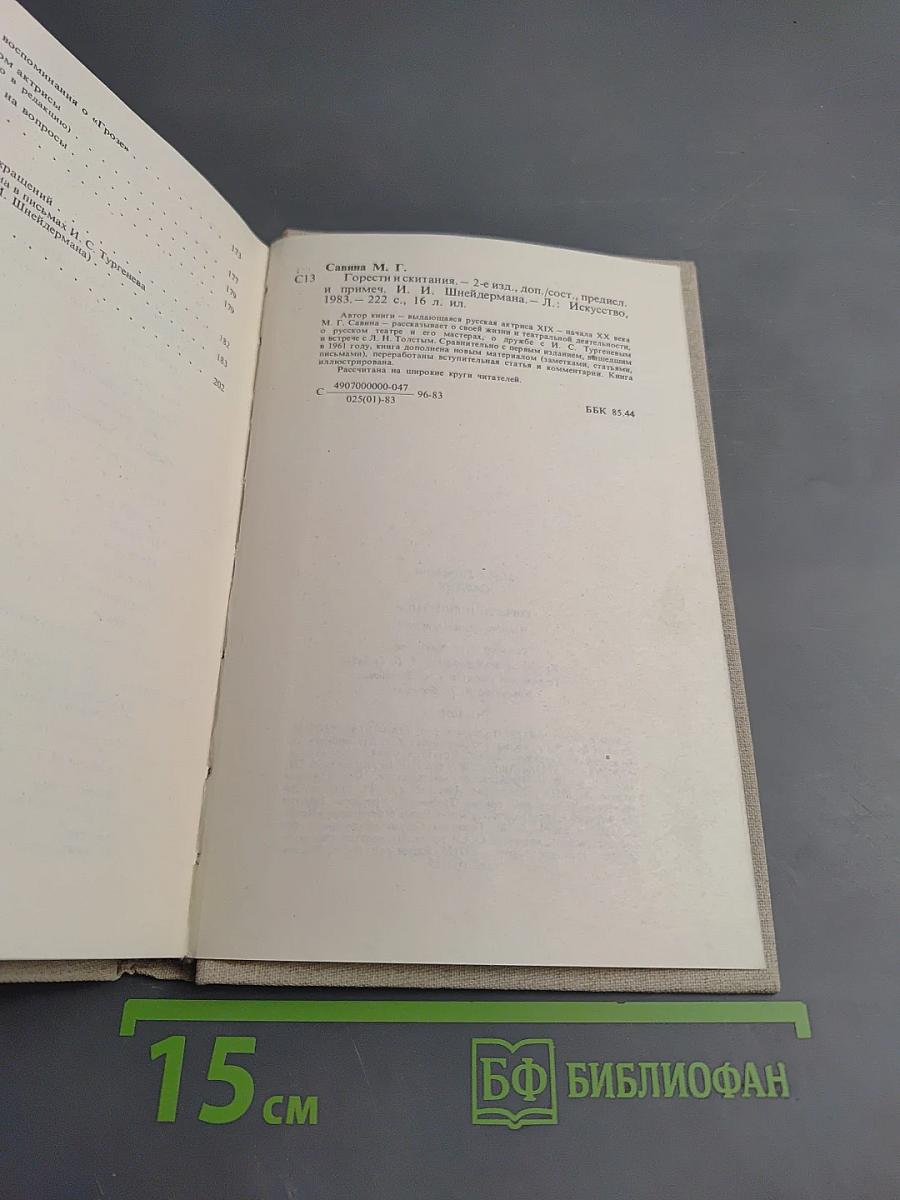 воспоминания о «Грозе»
ом актрисы
в редакцию)
на вопросы
173
175
179
179
кращений
на в письмах И. С. Тургенева
Шнейдермана)
182
183
202
Савина М. Г.
С13 Горести и скитания. — 2-е изд., доп./сост., предисл.
и примеч. И. И. Шнейдермана. — Л.: Искусство,
1983. — 222 с., 16 л. ил.
Автор книги — выдающаяся русская актриса XIX — начала XX века
М. Г. Савина — рассказывает о своей жизни и театральной деятельности,
о русском театре и его мастерах, о дружбе с И. С. Тургеневым
и встрече с Л. Н. Толстым. Сравнительно с первым изданием, вышедшим
в 1961 году, книга дополнена новым материалом (заметками, статьями,
письмами), переработаны вступительная статья и комментарии. Книга
иллюстрирована.
Рассчитана на широкие круги читателей.
С 4907000000-047 96-83
025(01)-83
ББК 85.44
15 см
БФ БИБЛИОФАН